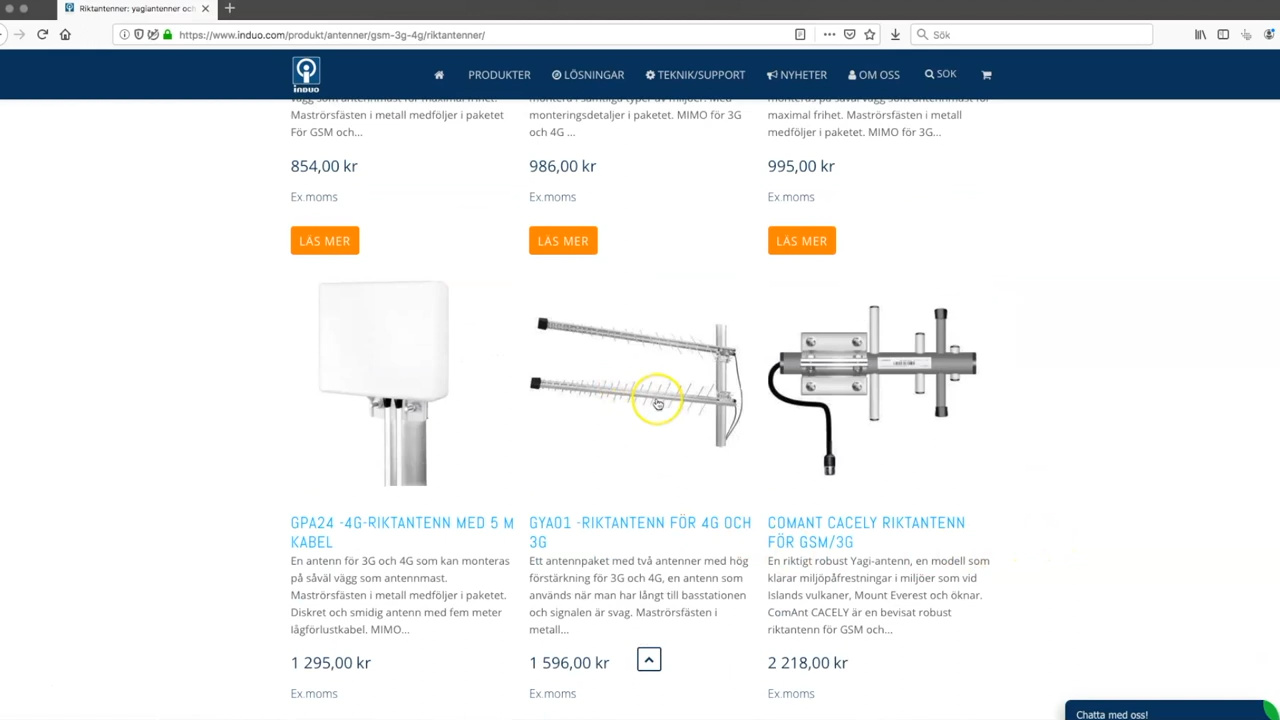 Riktantenner: yagiantenner och
https://www.induo.com/produkt/antenner/gsm-3g-4g/riktantenner/
Sök
INDUO
PRODUKTER
LÖSNINGAR
TEKNIK/SUPPORT
NYHETER
OM OSS
SOK
vägg som antennmast för maximal frihet.
Maströrsfästen i metall medföljer i paketet
För GSM och...
854,00 kr
Ex.moms
LÄS MER
montera i samtliga typer av miljöer. Med
monteringsdetaljer i paketet. MIMO för 3G
och 4G ...
986,00 kr
Ex.moms
LÄS MER
monteras på såväl vägg som antennmast för
maximal frihet. Maströrsfästen i metall
medföljer i paketet. MIMO för 3G...
995,00 kr
Ex.moms
LÄS MER
GPA24 -4G-RIKTANTENN MED 5 M
KABEL
En antenn för 3G och 4G som kan monteras
på såväl vägg som antennmast.
Maströrsfästen i metall medföljer i paketet.
Diskret och smidig antenn med fem meter
lågförlustkabel. MIMO...
1 295,00 kr
Ex.moms
GYA01 -RIKTANTENN FÖR 4G OCH
3G
Ett antennpaket med två antenner med hög
förstärkning för 3G och 4G, en antenn som
används när man har långt till basstationen
och signalen är svag. Maströrsfästen i
metall...
1 596,00 kr
Ex.moms
COMANT CACELY RIKTANTENN
FÖR GSM/3G
En riktigt robust Yagi-antenn, en modell som
klarar miljöpåfrestningar i miljöer som vid
Islands vulkaner, Mount Everest och öknar.
ComAnt CACELY är en bevisat robust
riktantenn för GSM och...
2 218,00 kr
Ex.moms
Chatta med oss!